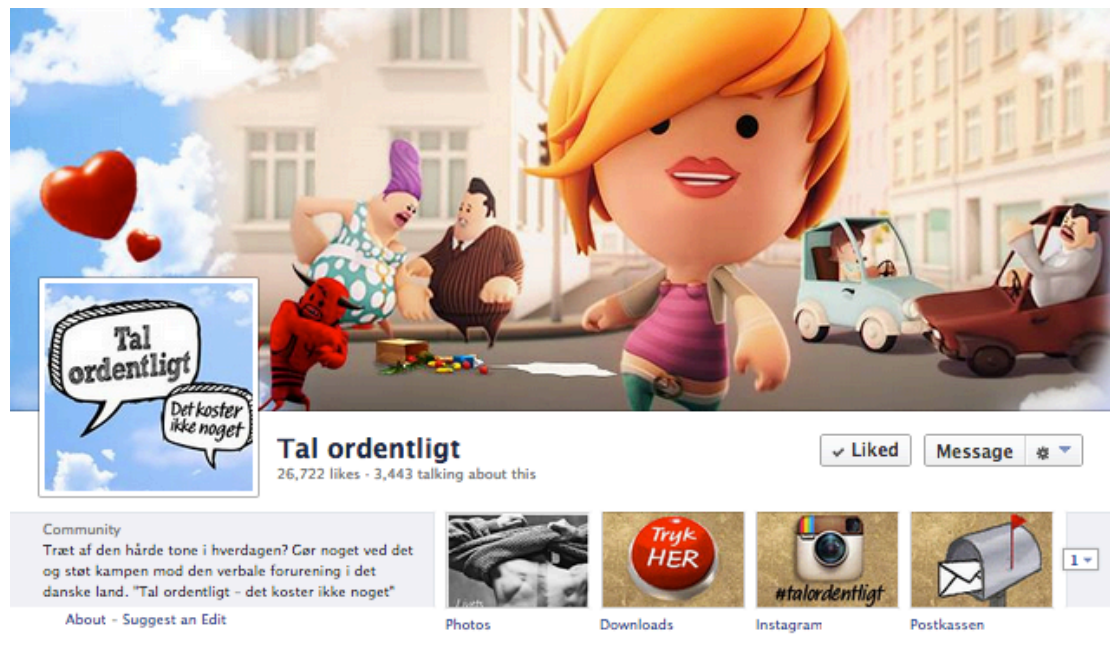 Tal
ordentligt
Det koster
ikke noget
Tal ordentligt
26,722 likes · 3,443 talking about this
✓ Liked
Message
Community
Træt af den hårde tone i hverdagen? Gør noget ved det
og støt kampen mod den verbale forurening i det
danske land. "Tal ordentligt - det koster ikke noget"
About - Suggest an Edit
Tryk
HER
#talordentligt
1
Photos
Downloads
Instagram
Postkassen